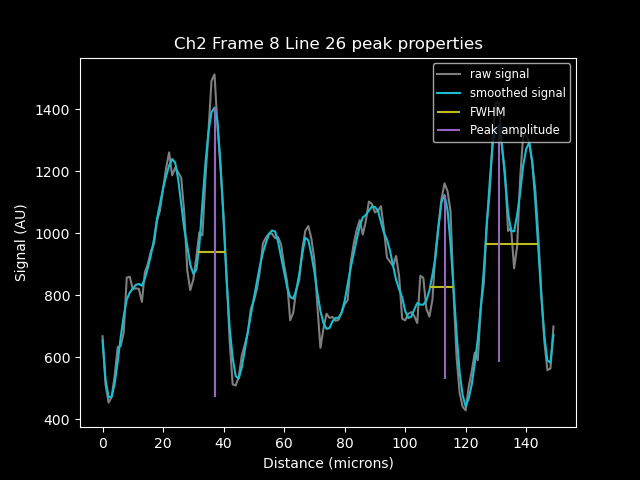 Ch2 Frame 8 Line 26 peak properties
raw signal
smoothed signal
FWHM
Peak amplitude
Signal (AU)
1400
1200
1000
800
600
400
0 20 40 60 80 100 120 140
Distance (microns)